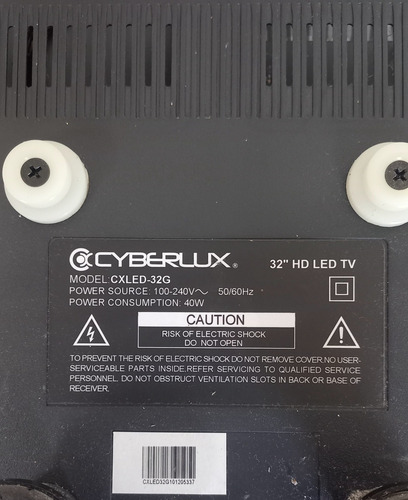 CYBERLUX® 32" HD LED TV
MODEL:CXLED-32G
POWER SOURCE: 100-240V～ 50/60Hz
POWER CONSUMPTION: 40W
CAUTION
RISK OF ELECTRIC SHOCK
DO NOT OPEN
TO PREVENT THE RISK OF ELECTRIC SHOCK DO NOT REMOVE COVER.NO USER-
SERVICEABLE PARTS INSIDE.REFER SERVICING TO QUALIFIED SERVICE
PERSONNEL. DO NOT OBSTRUCT VENTILATION SLOTS IN BACK OR BASE OF
RECEIVER.
CXLED32G101205337